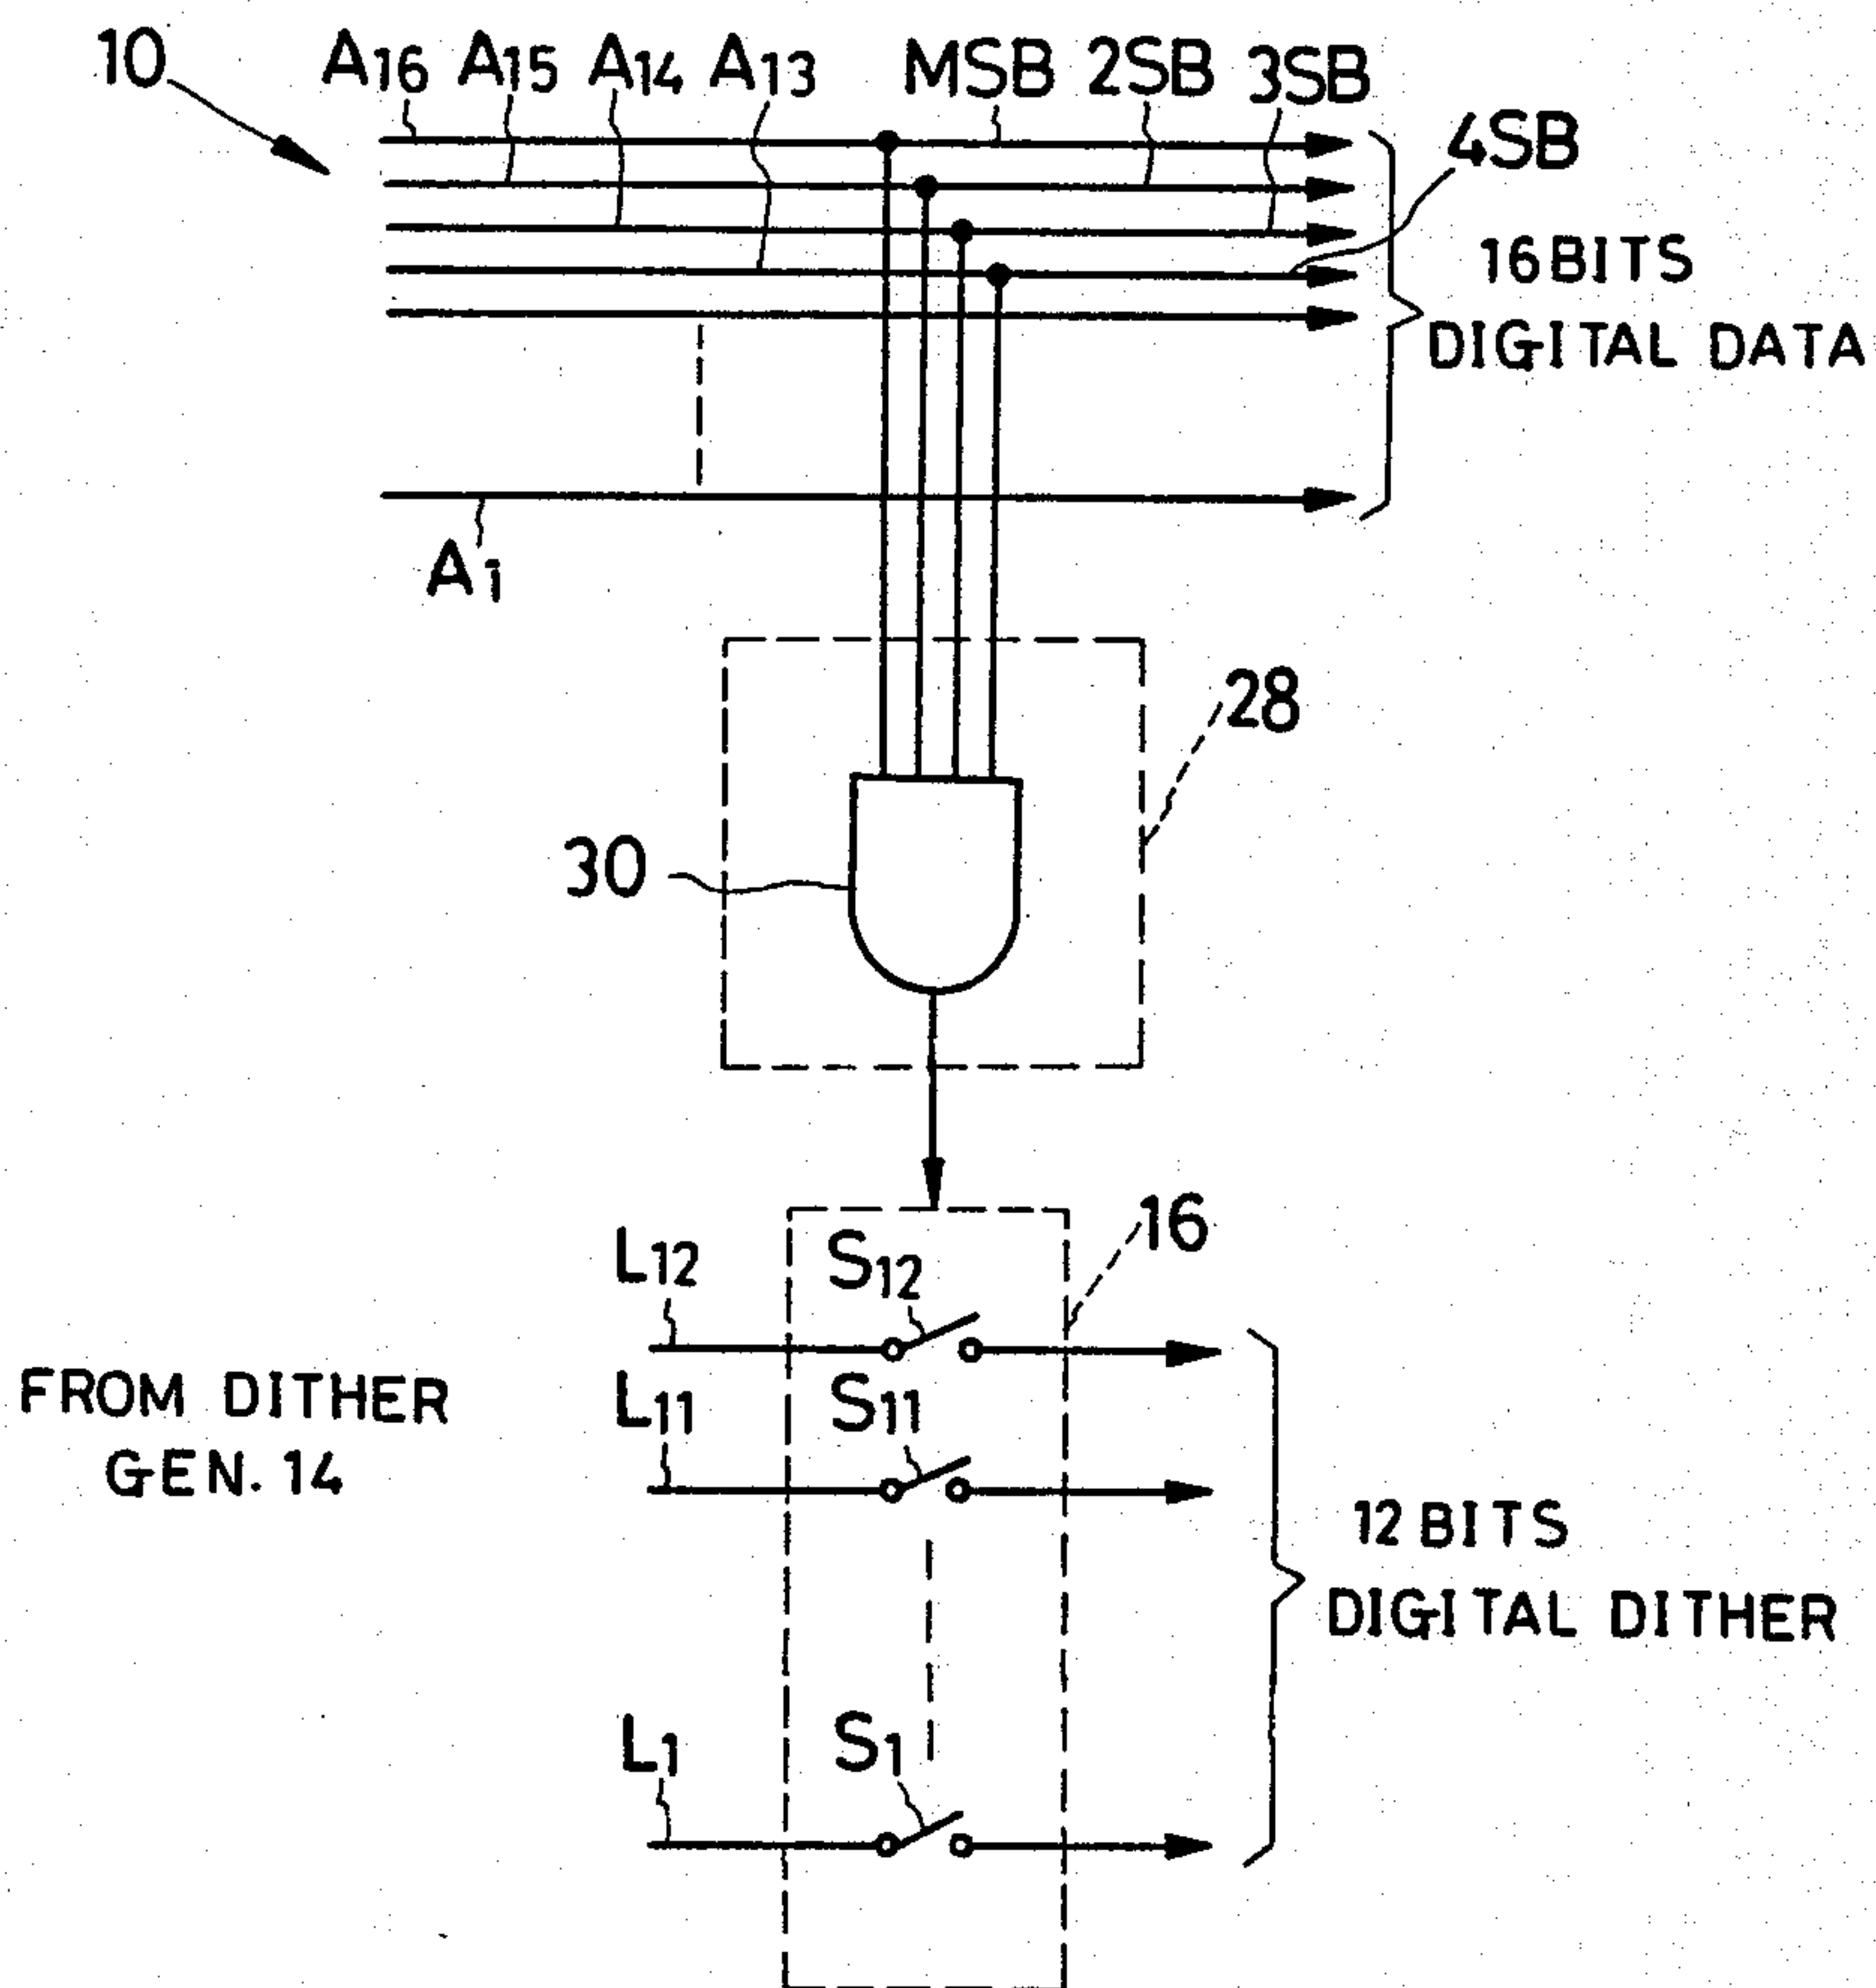 10
A16 A15 A14 A13 MSB 2SB 3SB
4SB
16 BITS
DIGITAL DATA
A1
28
30
16
L12 S12
FROM DITHER
GEN. 14
L11 S11
12 BITS
DIGITAL DITHER
L1 S1